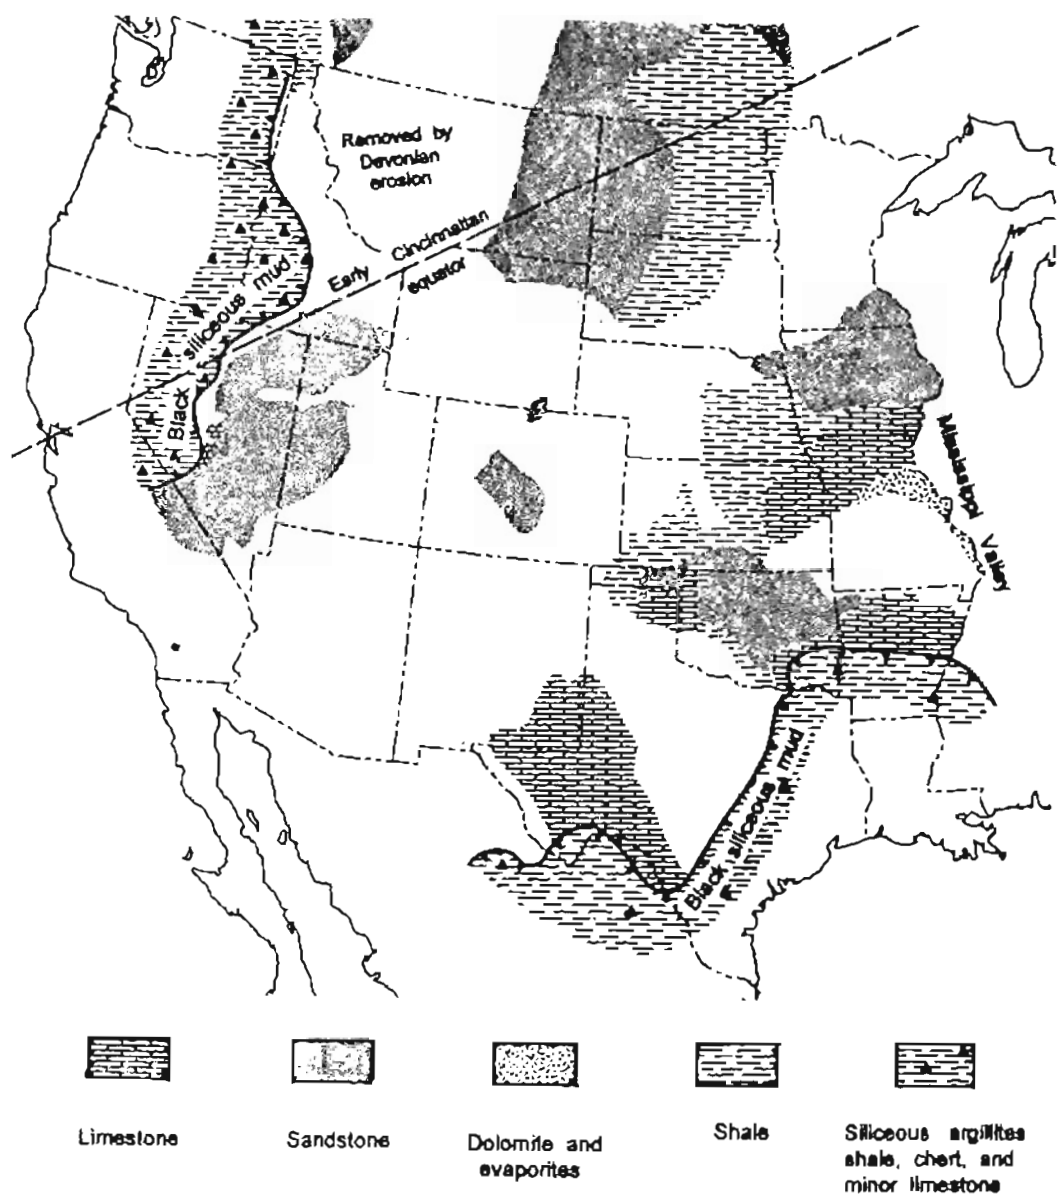 Removed by
Devonian
erosion
Early Cincinnatian
equator
Black siliceous mud
Mississippi Valley
Black siliceous mud
Limestone
Sandstone
Dolomite and
evaporites
Shale
Siliceous argillites
shale, chert, and
minor limestone